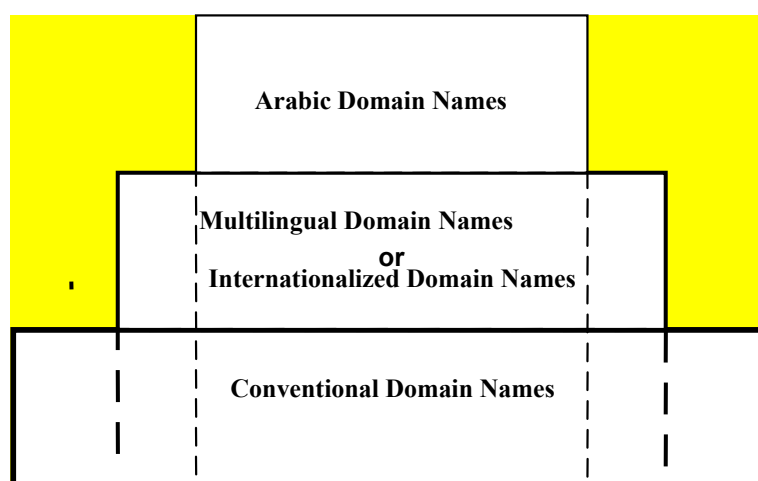 Arabic Domain Names
Multilingual Domain Names
or
Internationalized Domain Names
Conventional Domain Names